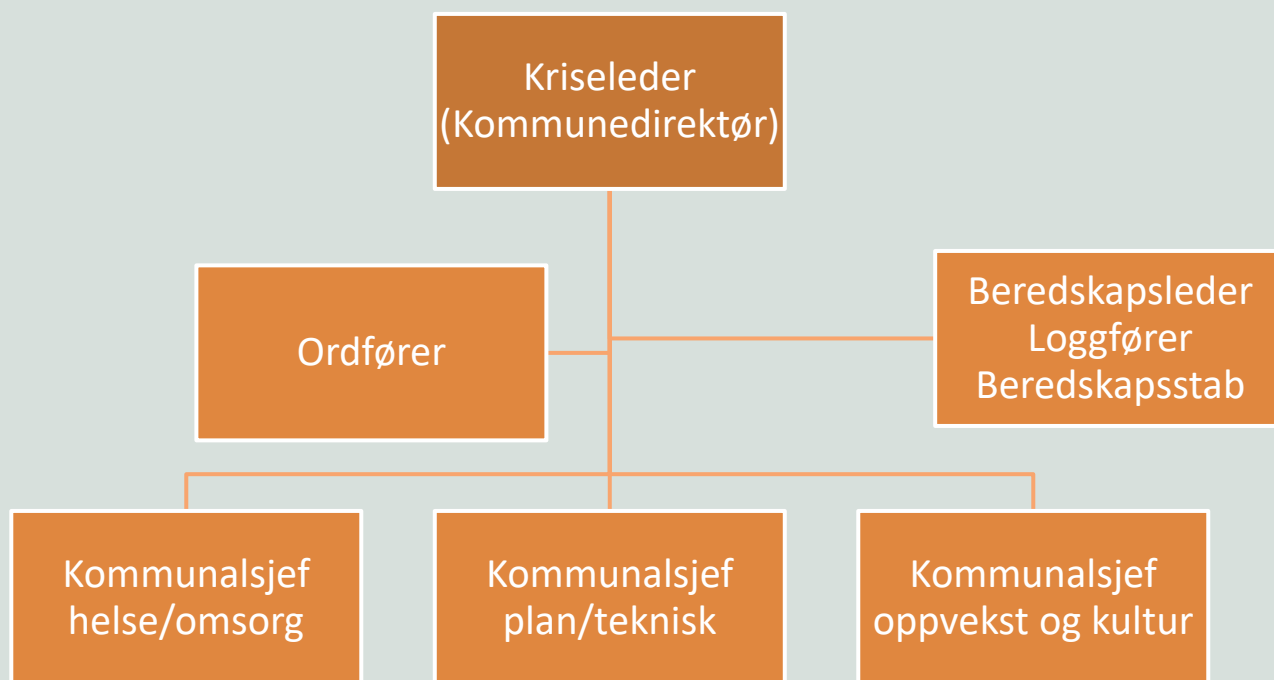 Kriseleder
(Kommunedirektør)
Ordfører
Beredskapsleder
Loggfører
Beredskapsstab
Kommunalsjef
helse/omsorg
Kommunalsjef
plan/teknisk
Kommunalsjef
oppvekst og kultur